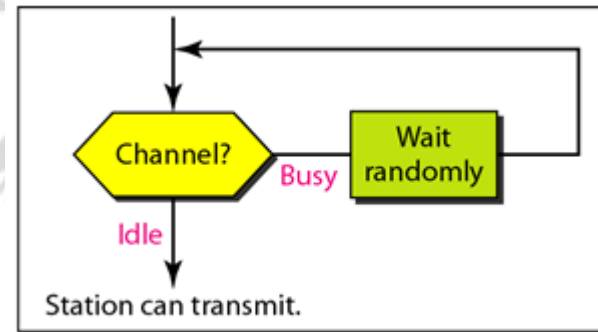 Channel?
Busy
Wait
randomly
Idle
Station can transmit.